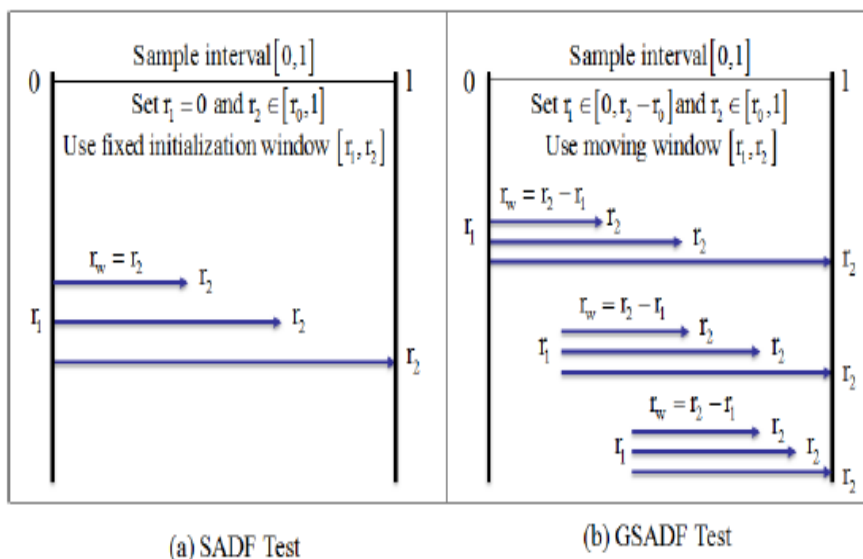 Sample interval [0,1]
0
1
Set r₁ = 0 and r₂ ∈ [r₀,1]
Use fixed initialization window [r₁, r₂]
r_w = r₂
r₂
r₁
r₂
r₂
(a) SADF Test
Sample interval [0,1]
0
1
Set r₁ ∈ [0, r₂ − r₀] and r₂ ∈ [r₀,1]
Use moving window [r₁, r₂]
r_w = r₂ − r₁
r₂
r₁
r₂
r₂
r_w = r₂ − r₁
r₂
r₁
r₂
r₂
r_w = r₂ − r₁
r₂
r₁
r₂
r₂
(b) GSADF Test